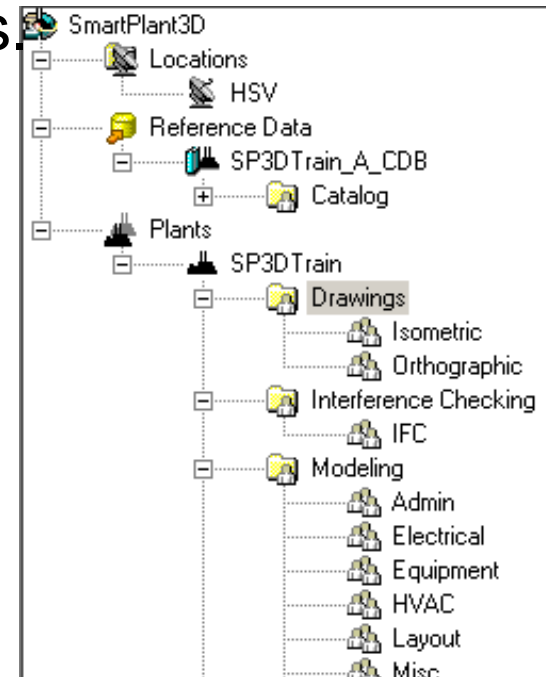 s.
SmartPlant3D
Locations
HSV
Reference Data
SP3DTrain_A_CDB
Catalog
Plants
SP3DTrain
Drawings
Isometric
Orthographic
Interference Checking
IFC
Modeling
Admin
Electrical
Equipment
HVAC
Layout
Misc